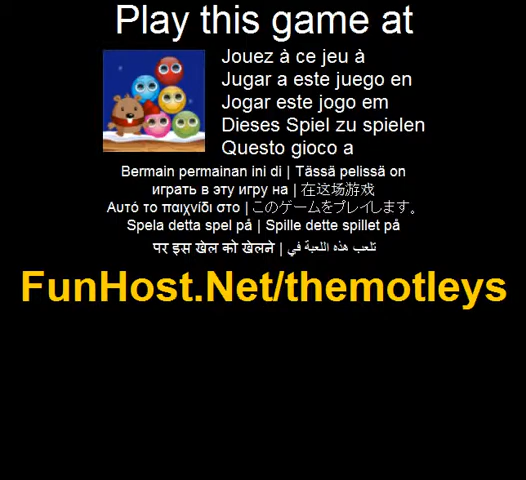 Play this game at
Jouez à ce jeu à
Jugar a este juego en
Jogar este jogo em
Dieses Spiel zu spielen
Questo gioco a
Bermain permainan ini di | Tässä pelissä on
играть в эту игру на | 在这场游戏
Αυτό το παιχνίδι στο | このゲームをプレイします。
Spela detta spel på | Spille dette spillet på
पर इस खेल को खेलने | تلعب هذه اللعبة في
FunHost.Net/themotleys